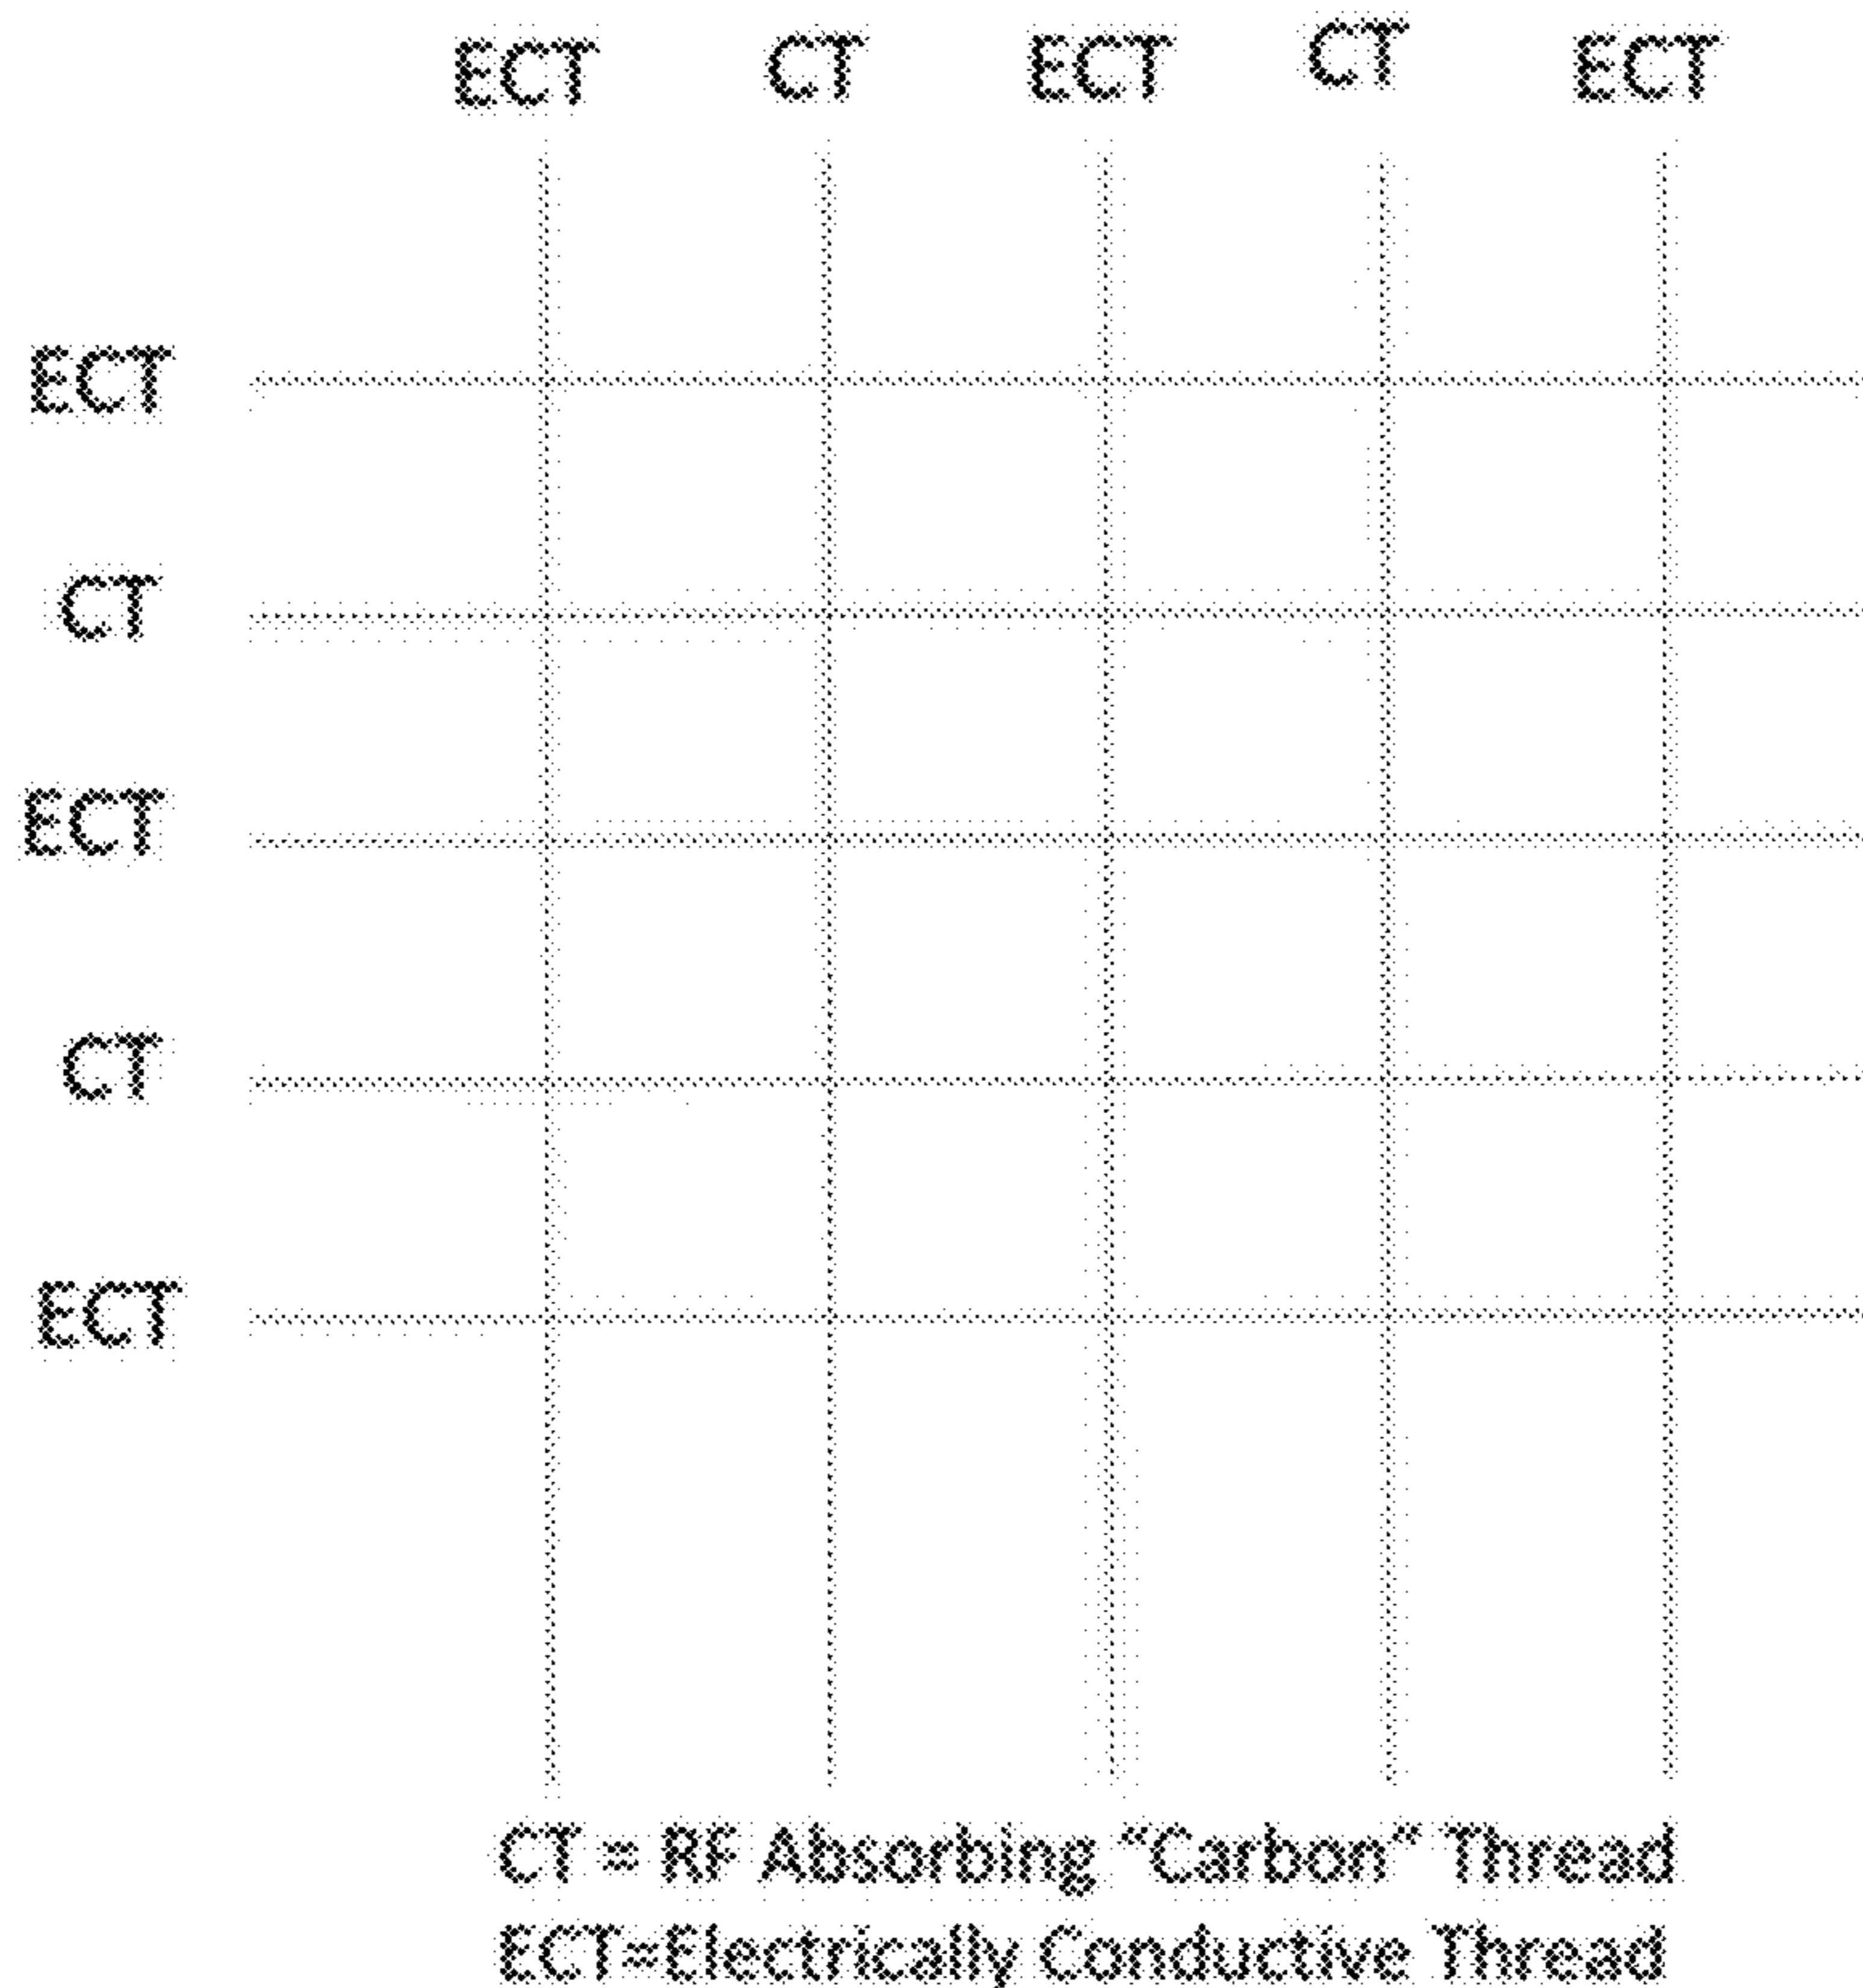 ECT CT ECT CT ECT
ECT
CT
ECT
CT
ECT
CT = RF Absorbing "Carbon" Thread
ECT=Electrically Conductive Thread